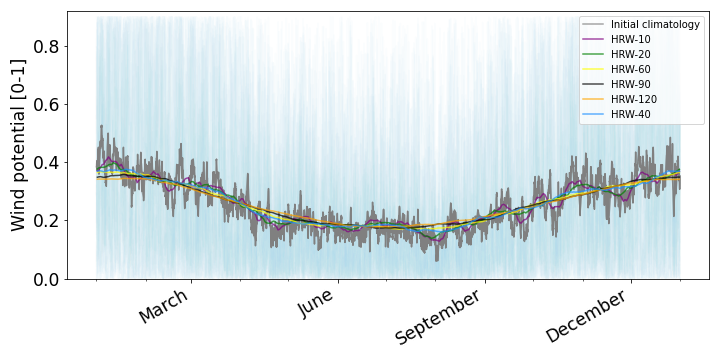 Wind potential [0-1]
0.8
0.6
0.4
0.2
0.0
March
June
September
December
Initial climatology
HRW-10
HRW-20
HRW-60
HRW-90
HRW-120
HRW-40